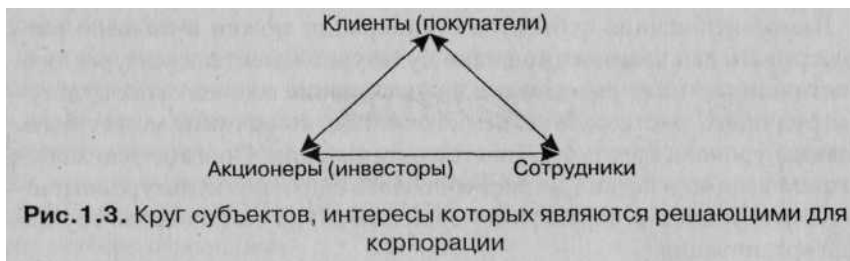 Клиенты (покупатели)
Акционеры (инвесторы) Сотрудники
Рис.1.3. Круг субъектов, интересы которых являются решающими для
корпорации